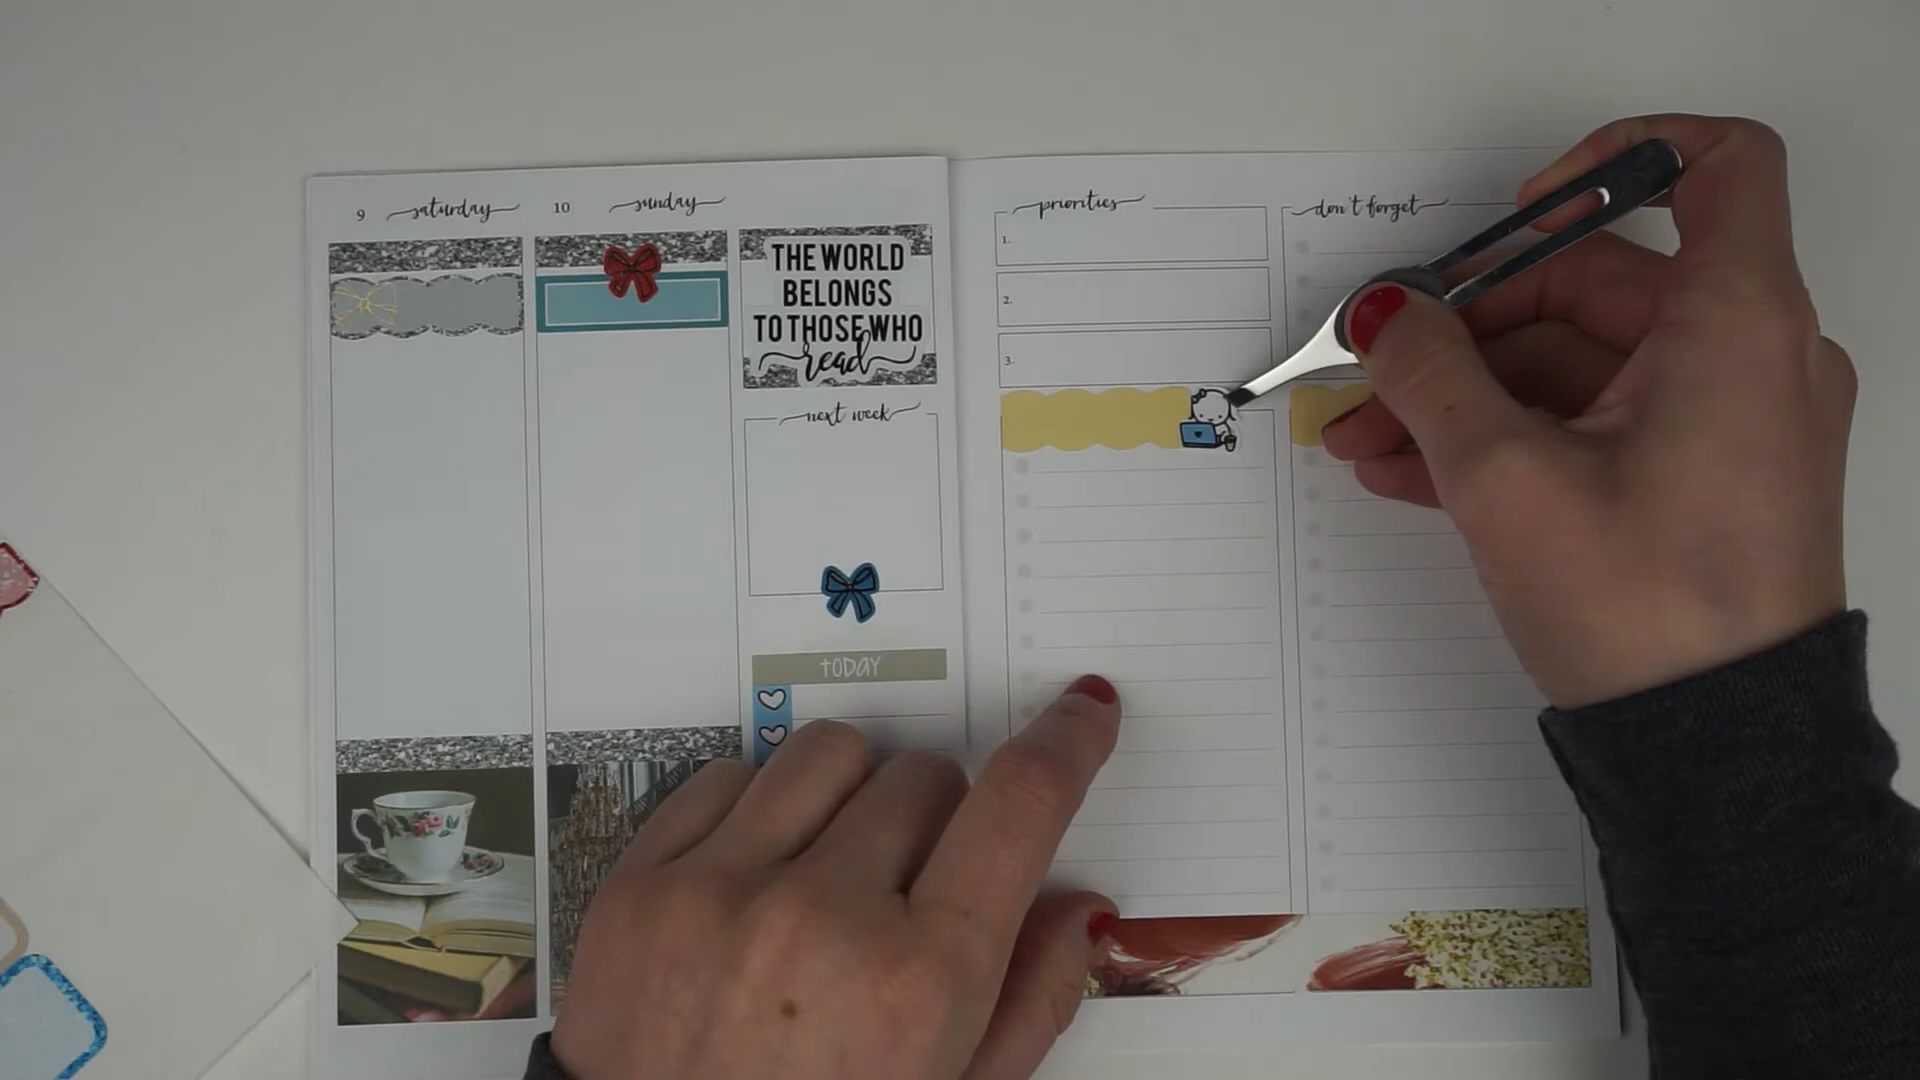 9 saturday
10 sunday
THE WORLD
BELONGS
TO THOSE WHO
read
next week
TODAY
priorities
1.
2.
3.
don't forget